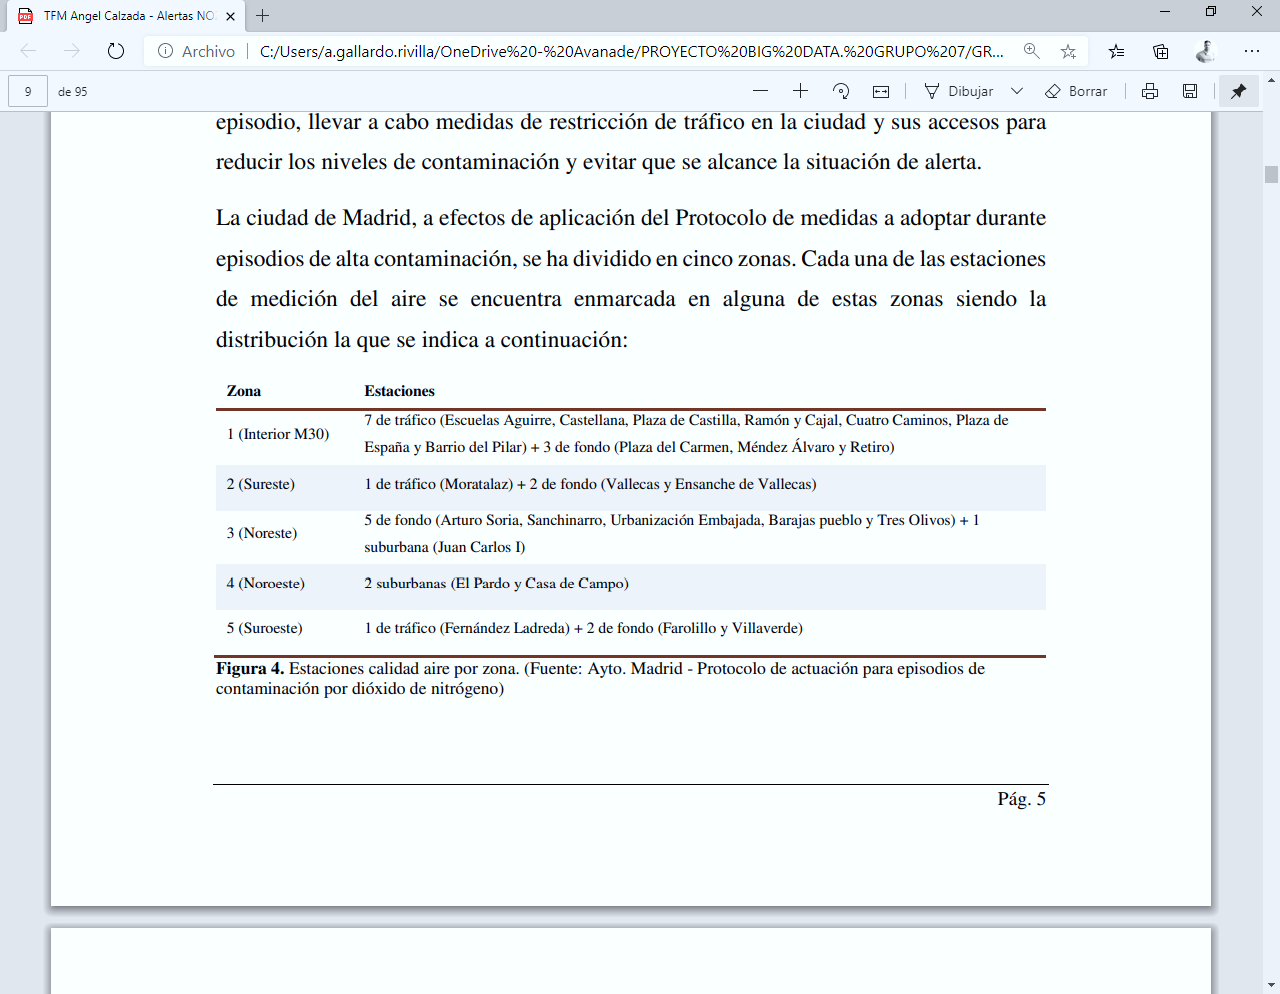 TFM Angel Calzada - Alertas NO
Archivo
C:/Users/a.gallardo.rivilla/OneDrive%20-%20Avanade/PROYECTO%20BIG%20DATA.%20GRUPO%207/GR...
9 de 95
Dibujar
Borrar
episodio, llevar a cabo medidas de restricción de tráfico en la ciudad y sus accesos para
reducir los niveles de contaminación y evitar que se alcance la situación de alerta.
La ciudad de Madrid, a efectos de aplicación del Protocolo de medidas a adoptar durante
episodios de alta contaminación, se ha dividido en cinco zonas. Cada una de las estaciones
de medición del aire se encuentra enmarcada en alguna de estas zonas siendo la
distribución la que se indica a continuación:
Zona Estaciones
1 (Interior M30)
7 de tráfico (Escuelas Aguirre, Castellana, Plaza de Castilla, Ramón y Cajal, Cuatro Caminos, Plaza de
España y Barrio del Pilar) + 3 de fondo (Plaza del Carmen, Méndez Álvaro y Retiro)
2 (Sureste) 1 de tráfico (Moratalaz) + 2 de fondo (Vallecas y Ensanche de Vallecas)
3 (Noreste)
5 de fondo (Arturo Soria, Sanchinarro, Urbanización Embajada, Barajas pueblo y Tres Olivos) + 1
suburbana (Juan Carlos I)
4 (Noroeste) 2 suburbanas (El Pardo y Casa de Campo)
5 (Suroeste) 1 de tráfico (Fernández Ladreda) + 2 de fondo (Farolillo y Villaverde)
Figura 4. Estaciones calidad aire por zona. (Fuente: Ayto. Madrid - Protocolo de actuación para episodios de
contaminación por dióxido de nitrógeno)
Pág. 5